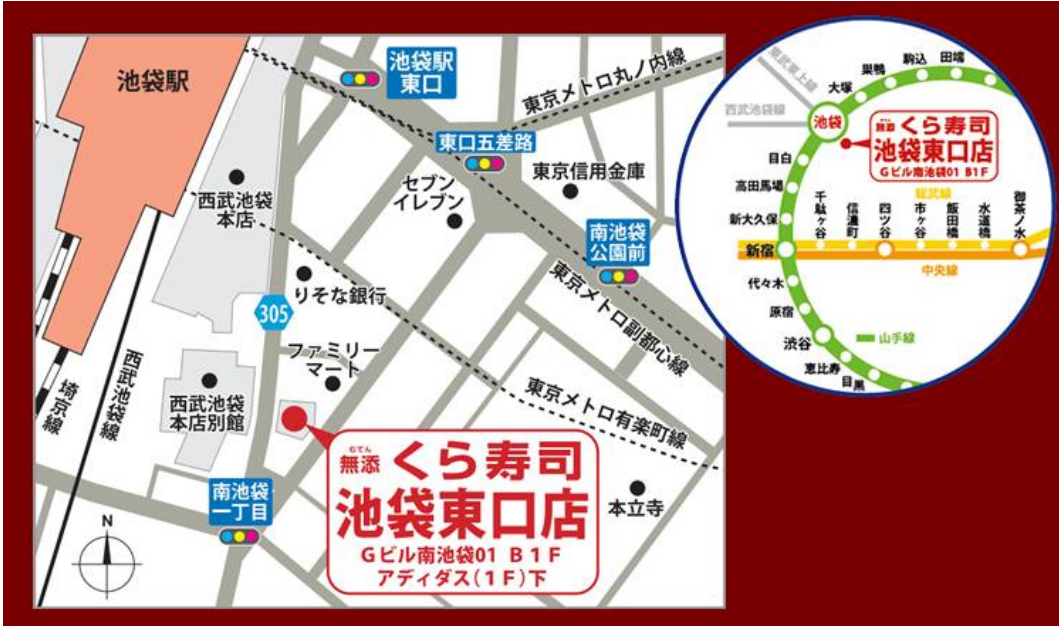 池袋駅
池袋駅
東口
東京メトロ丸ノ内線
東口五差路
東京信用金庫
セブン
イレブン
西武池袋
本店
南池袋
公園前
りそな銀行
305
東京メトロ副都心線
ファミリー
マート
西武池袋線
埼京線
西武池袋
本店別館
東京メトロ有楽町線
むてん
無添 くら寿司
池袋東口店
Gビル南池袋01 B1F
アディダス(1F)下
南池袋
一丁目
本立寺
N
東武東上線
西武池袋線
大塚
巣鴨
駒込
田端
池袋
むてん
無添 くら寿司
池袋東口店
Gビル南池袋01 B1F
目白
高田馬場
新大久保
新宿
総武線
千駄ヶ谷
信濃町
四ツ谷
市ヶ谷
飯田橋
水道橋
御茶ノ水
中央線
代々木
原宿
渋谷
山手線
恵比寿
目黒